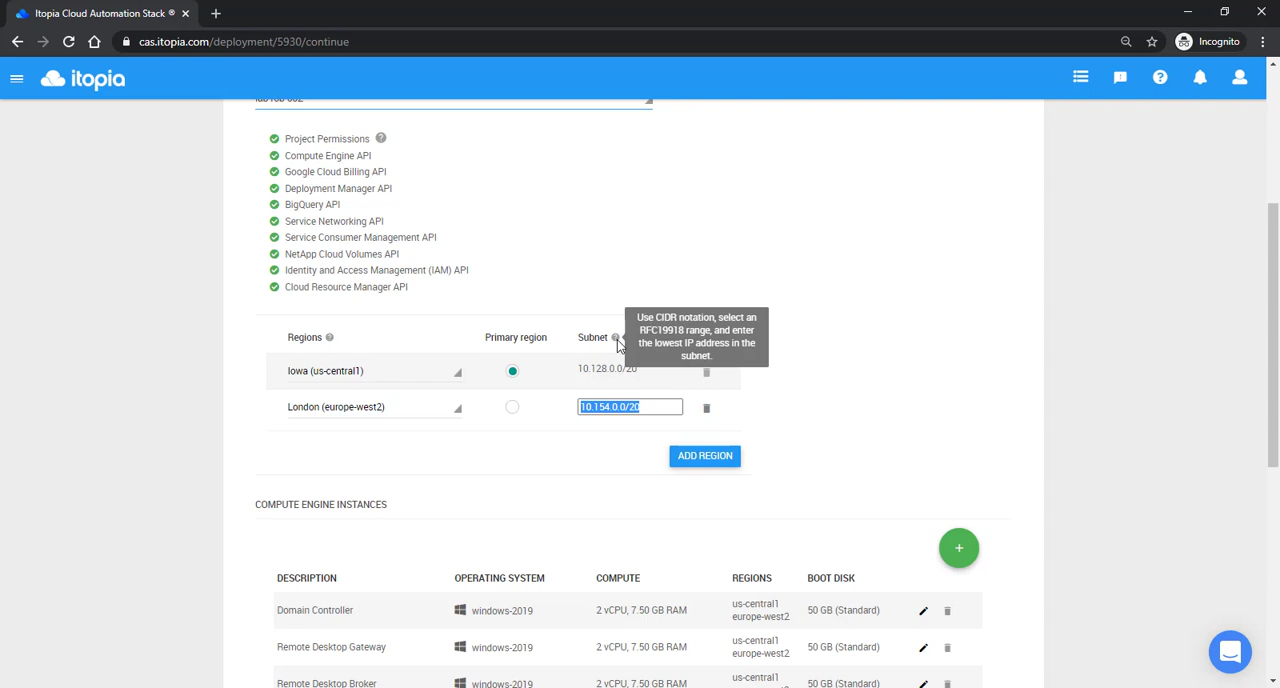 Itopia Cloud Automation Stack ®
cas.itopia.com/deployment/5930/continue
Incognito
itopia
Project Permissions
Compute Engine API
Google Cloud Billing API
Deployment Manager API
BigQuery API
Service Networking API
Service Consumer Management API
NetApp Cloud Volumes API
Identity and Access Management (IAM) API
Cloud Resource Manager API
Use CIDR notation, select an
RFC19918 range, and enter
the lowest IP address in the
subnet.
Regions Primary region Subnet
Iowa (us-central1) 10.128.0.0/20
London (europe-west2) 10.154.0.0/20
ADD REGION
COMPUTE ENGINE INSTANCES
+
DESCRIPTION OPERATING SYSTEM COMPUTE REGIONS BOOT DISK
Domain Controller windows-2019 2 vCPU, 7.50 GB RAM us-central1 50 GB (Standard)
europe-west2
Remote Desktop Gateway windows-2019 2 vCPU, 7.50 GB RAM us-central1 50 GB (Standard)
europe-west2
Remote Desktop Broker windows-2019 2 vCPU, 7.50 GB RAM us-central1 50 GB (Standard)